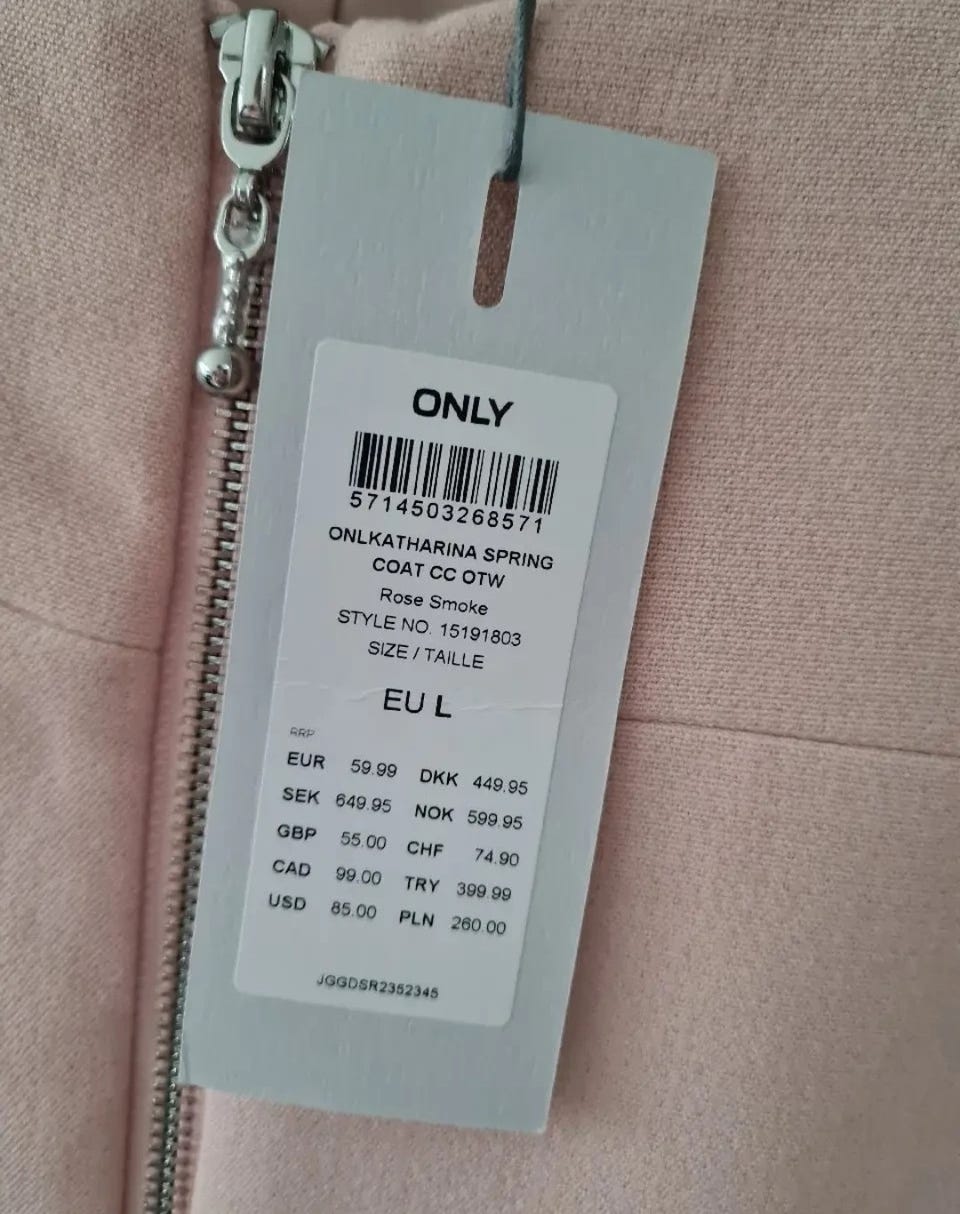 ONLY
5714503268571
ONLKATHARINA SPRING
COAT CC OTW
Rose Smoke
STYLE NO. 15191803
SIZE / TAILLE
EU L
RRP
EUR 59.99 DKK 449.95
SEK 649.95 NOK 599.95
GBP 55.00 CHF 74.90
CAD 99.00 TRY 399.99
USD 85.00 PLN 260.00
JGGDSR2352345